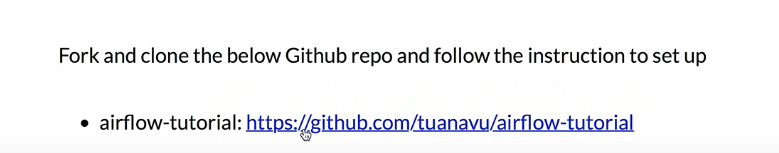 Fork and clone the below Github repo and follow the instruction to set up
• airflow-tutorial: https://github.com/tuanavu/airflow-tutorial